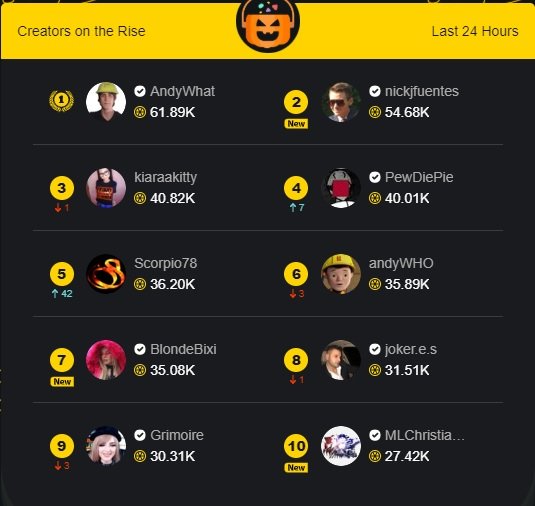 Creators on the Rise
Last 24 Hours
1
AndyWhat
61.89K
2
New
nickjfuentes
54.68K
3
1
kiaraakitty
40.82K
4
7
PewDiePie
40.01K
5
42
Scorpio78
36.20K
6
3
andyWHO
35.89K
7
New
BlondeBixi
35.08K
8
1
joker.e.s
31.51K
9
3
Grimoire
30.31K
10
New
MLChristia...
27.42K